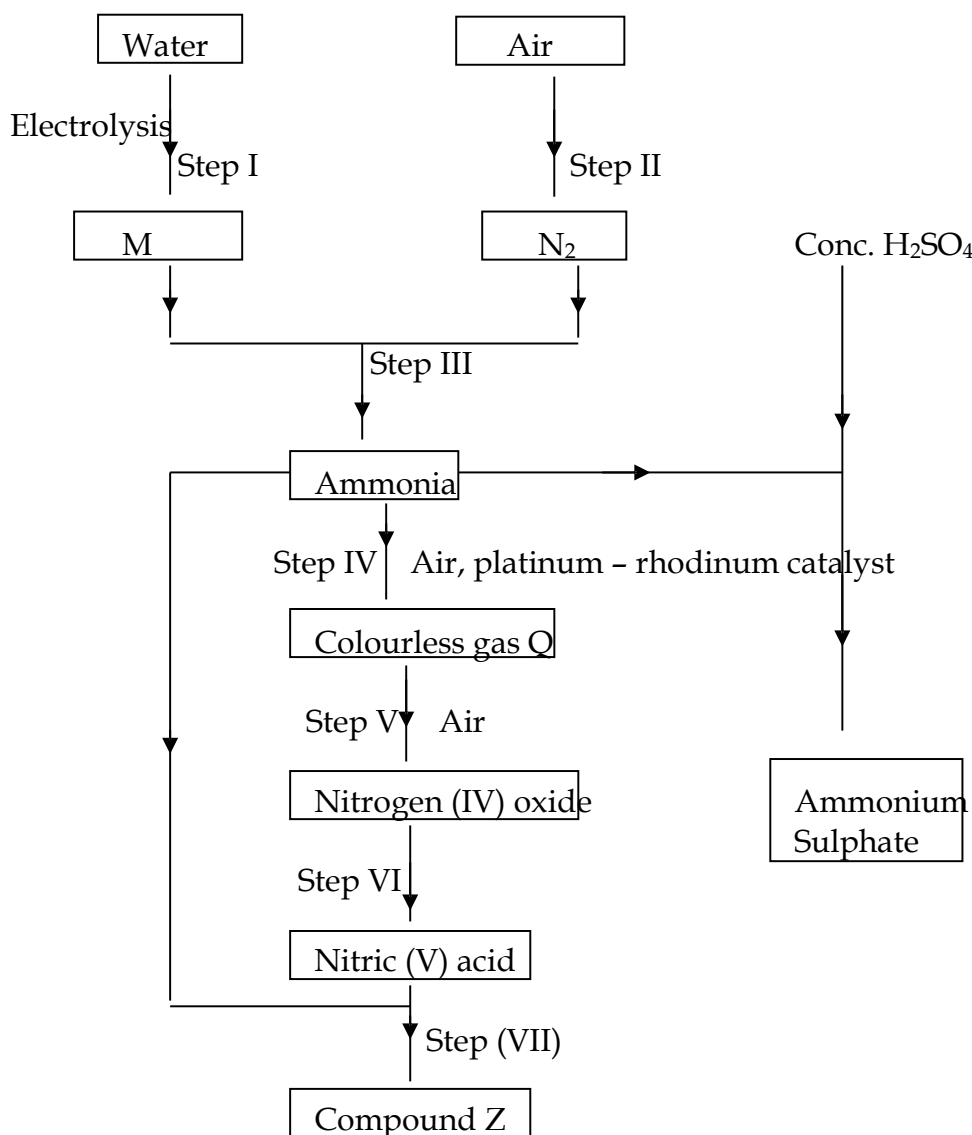 Water
Air
Electrolysis
Step I
Step II
M
N₂
Conc. H₂SO₄
Step III
Ammonia
Step IV
Air, platinum – rhodinum catalyst
Colourless gas Q
Step V
Air
Nitrogen (IV) oxide
Ammonium
Sulphate
Step VI
Nitric (V) acid
Step (VII)
Compound Z